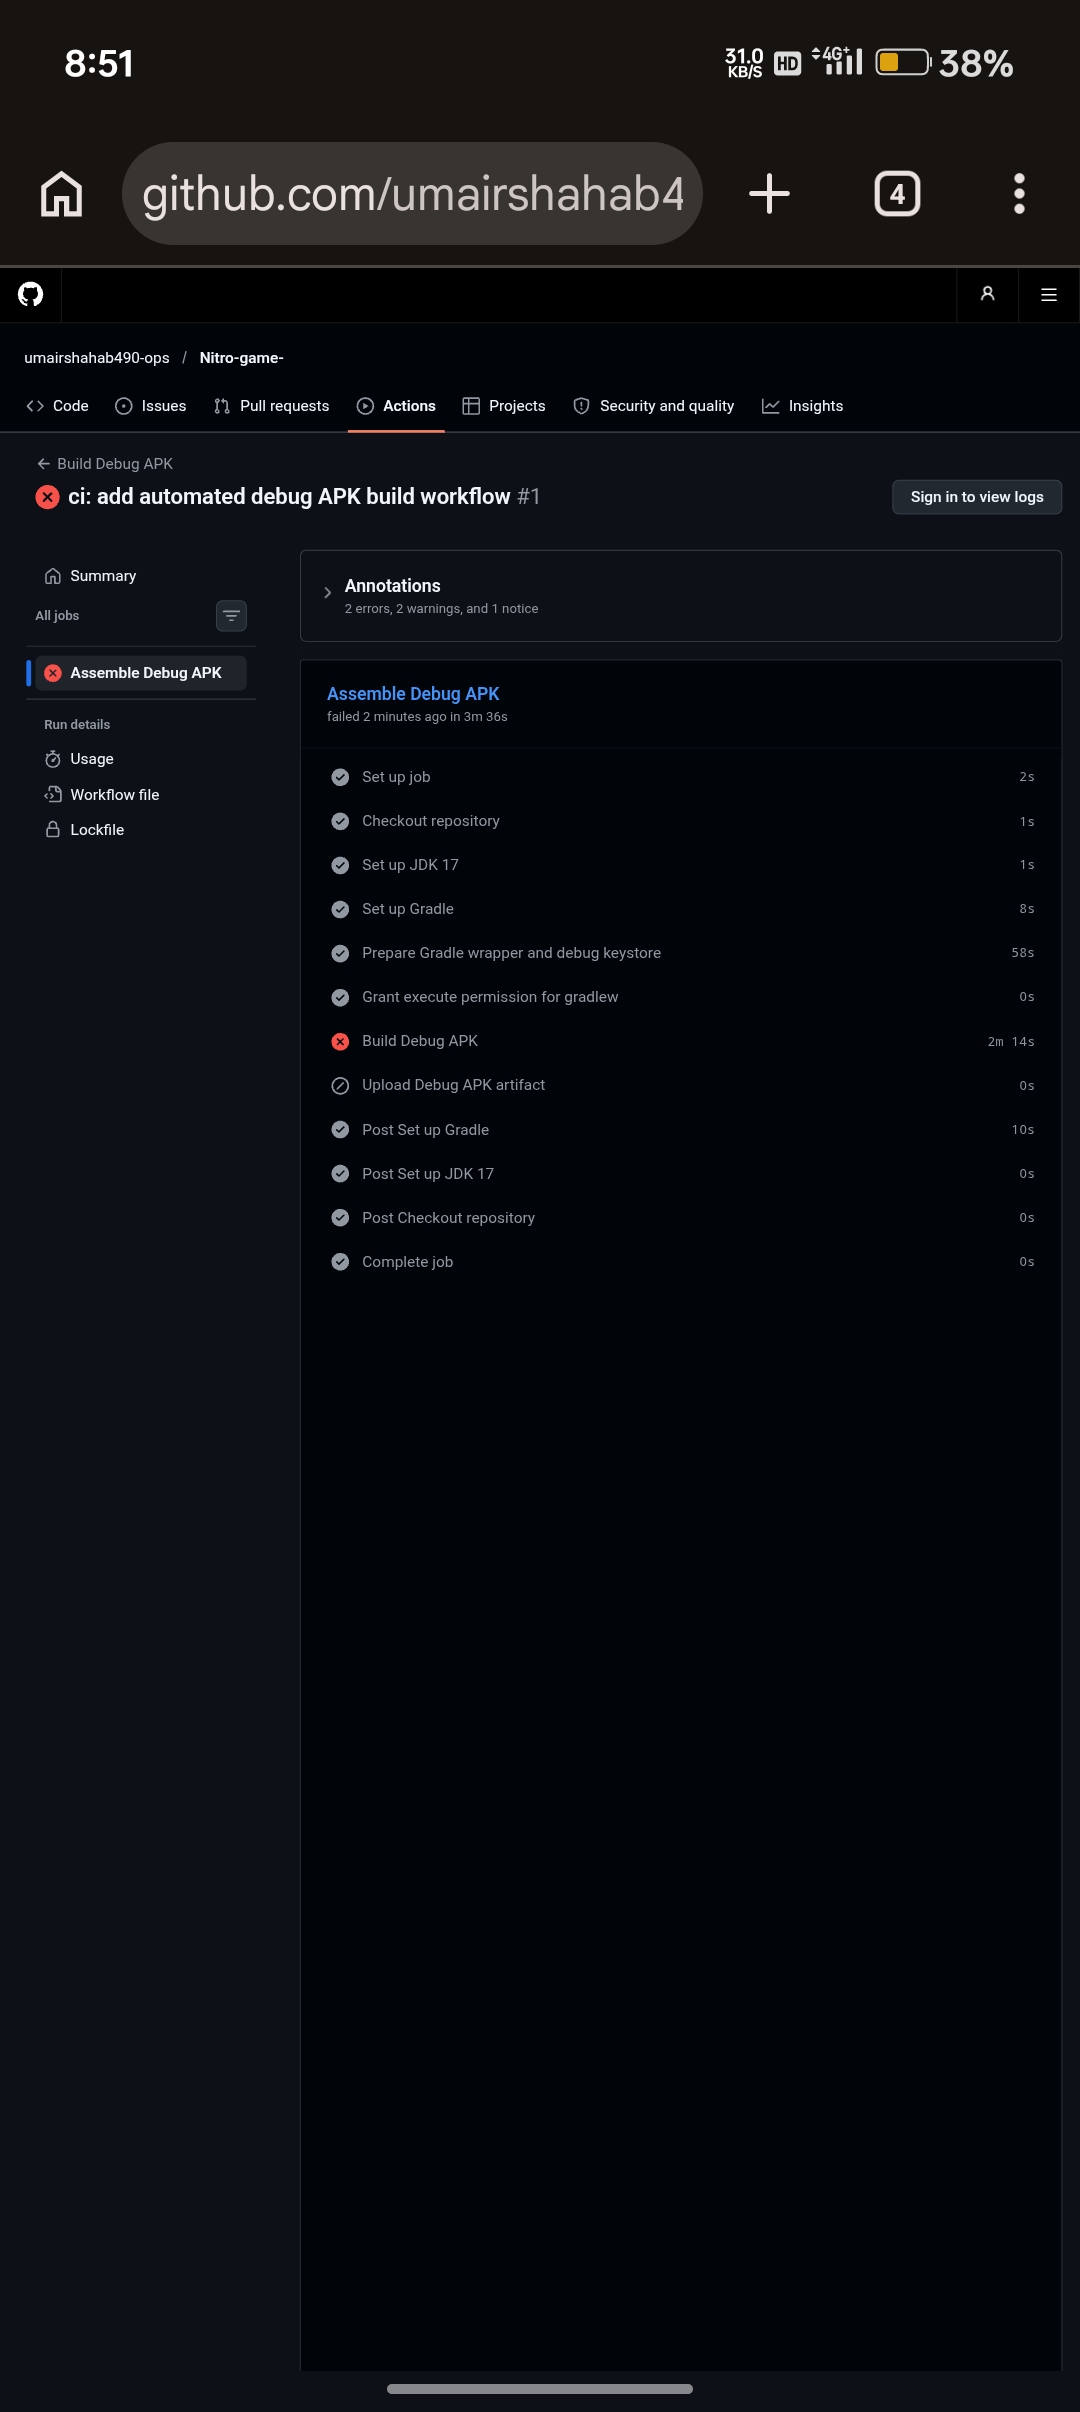 8:51
31.0 KB/S HD 4G+ 38%
github.com/umairshahab4
4
umairshahab490-ops / Nitro-game-
Code Issues Pull requests Actions Projects Security and quality Insights
← Build Debug APK
ci: add automated debug APK build workflow #1
Sign in to view logs
Summary
All jobs
Assemble Debug APK
Run details
Usage
Workflow file
Lockfile
Annotations
2 errors, 2 warnings, and 1 notice
Assemble Debug APK
failed 2 minutes ago in 3m 36s
Set up job 2s
Checkout repository 1s
Set up JDK 17 1s
Set up Gradle 8s
Prepare Gradle wrapper and debug keystore 58s
Grant execute permission for gradlew 0s
Build Debug APK 2m 14s
Upload Debug APK artifact 0s
Post Set up Gradle 10s
Post Set up JDK 17 0s
Post Checkout repository 0s
Complete job 0s